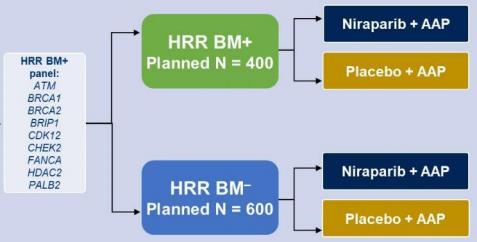 HRR BM+
panel:
ATM
BRCA1
BRCA2
BRIP1
CDK12
CHEK2
FANCA
HDAC2
PALB2
HRR BM+
Planned N = 400
Niraparib + AAP
Placebo + AAP
HRR BM–
Planned N = 600
Niraparib + AAP
Placebo + AAP